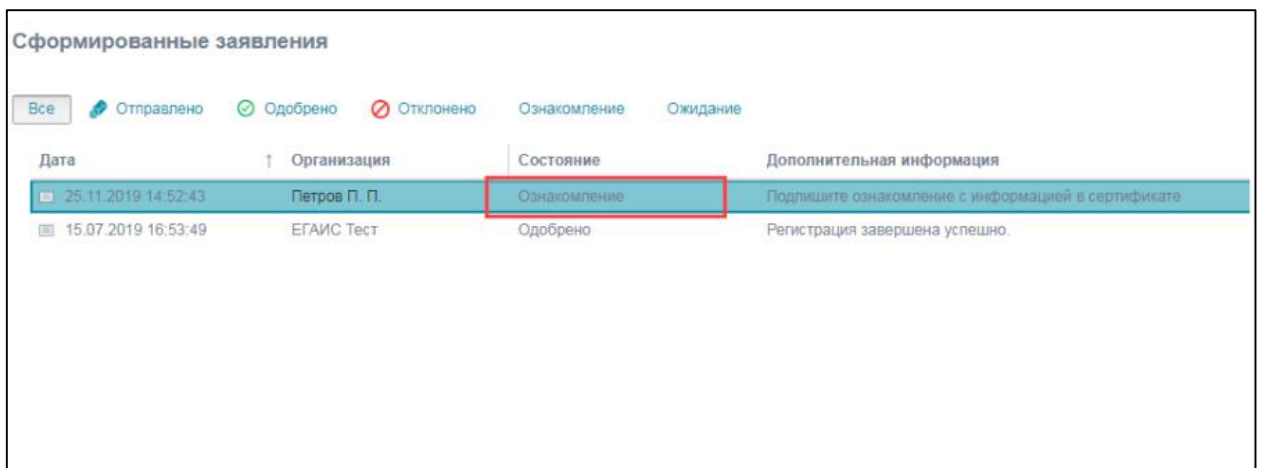 Сформированные заявления
Все Отправлено Одобрено Отклонено Ознакомление Ожидание
Дата ↑ Организация Состояние Дополнительная информация
25.11.2019 14:52:43 Петров П. П. Ознакомление Подпишите ознакомление с информацией в сертификате
15.07.2019 16:53:49 ЕГАИС Тест Одобрено Регистрация завершена успешно.